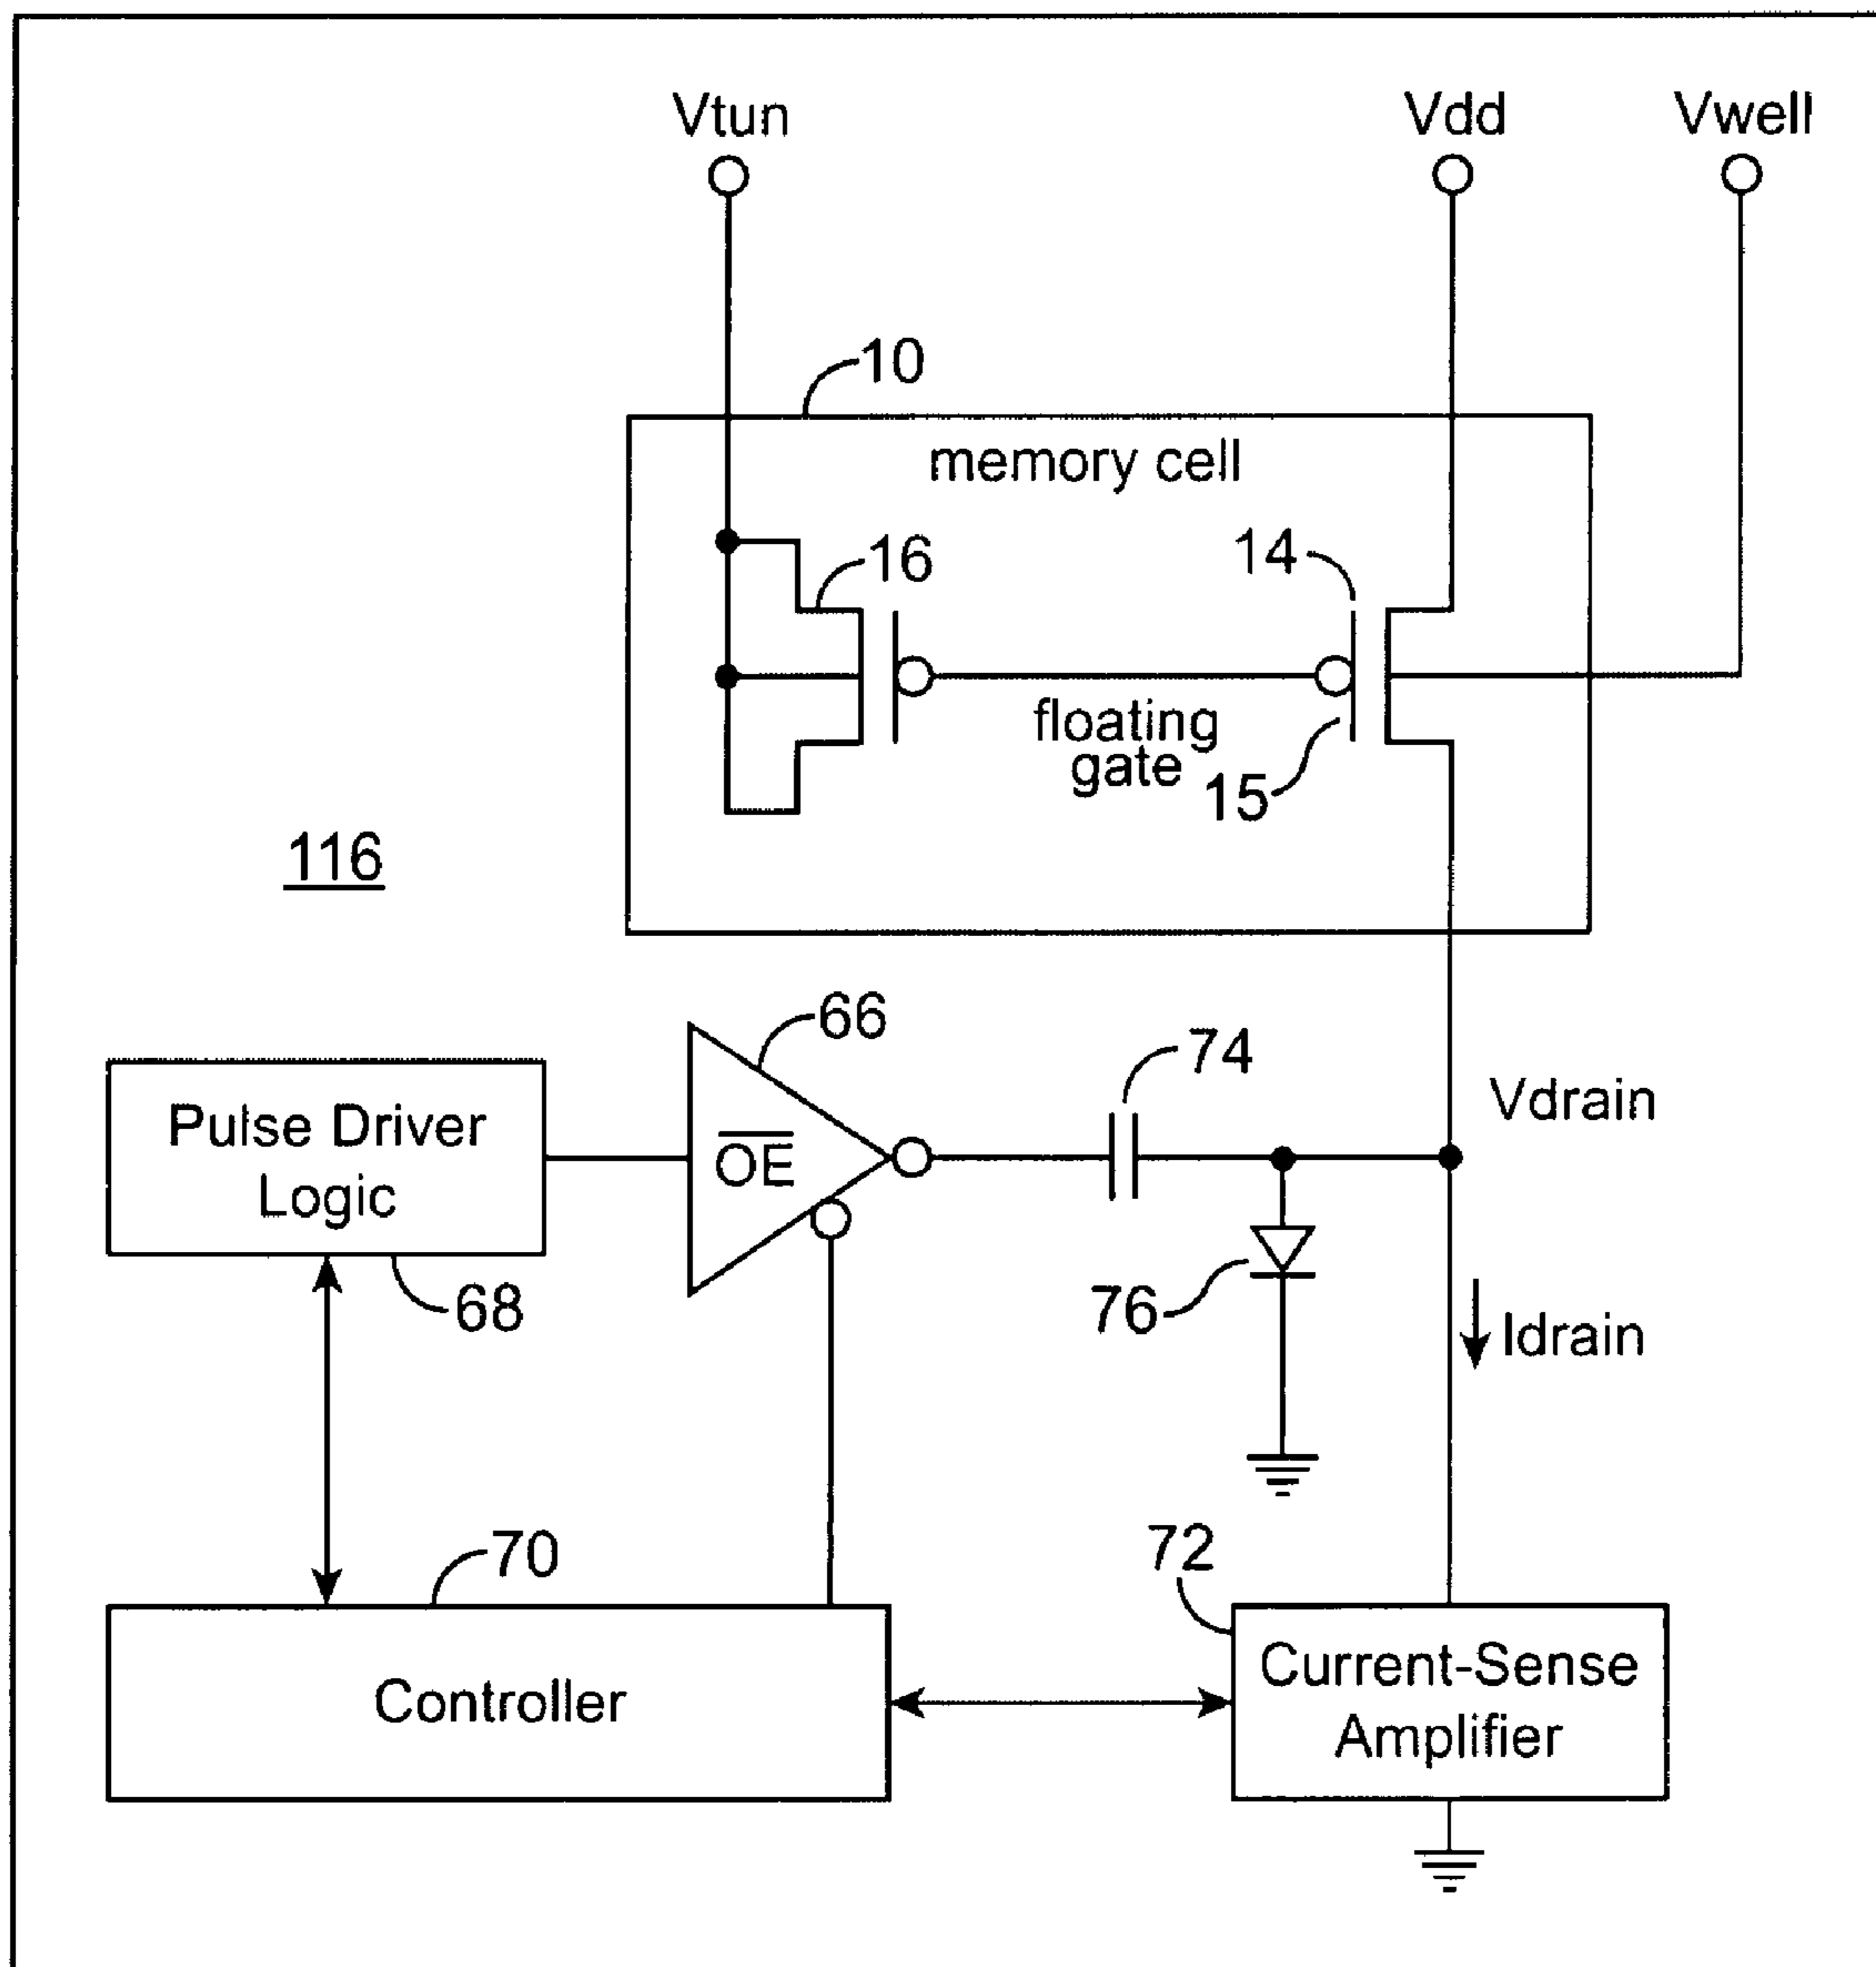 Vtun
Vdd
Vwell
10
memory cell
16
14
floating
gate
15
116
66
74
Vdrain
Pulse Driver
Logic
OE
68
76
Idrain
70
72
Controller
Current-Sense
Amplifier